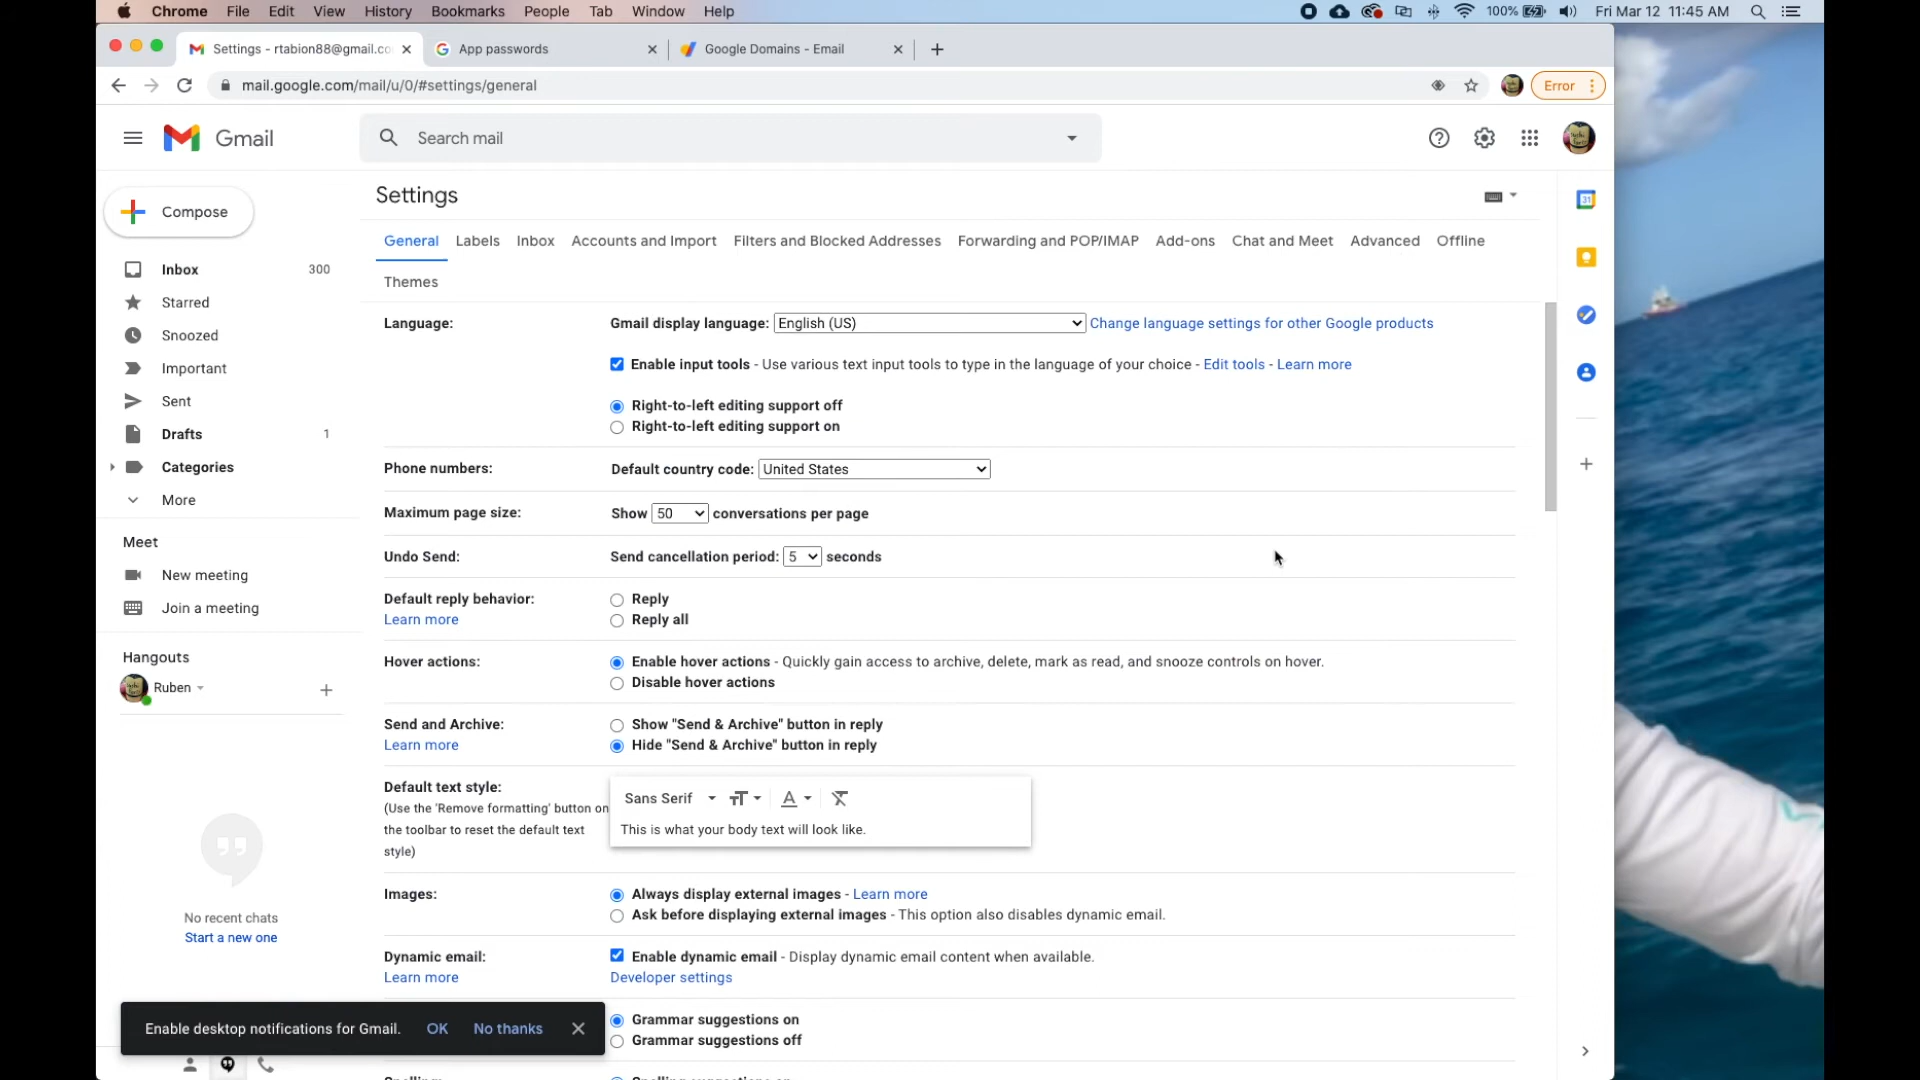 Chrome File Edit View History Bookmarks People Tab Window Help 100% Fri Mar 12 11:45 AM
Settings - rtabion88@gmail.co App passwords Google Domains - Email
mail.google.com/mail/u/0/#settings/general Error
Gmail Search mail
Compose
Inbox 300
Starred
Snoozed
Important
Sent
Drafts 1
Categories
More
Meet
New meeting
Join a meeting
Hangouts
Ruben
No recent chats
Start a new one
Settings
General Labels Inbox Accounts and Import Filters and Blocked Addresses Forwarding and POP/IMAP Add-ons Chat and Meet Advanced Offline
Themes
Language: Gmail display language: English (US) Change language settings for other Google products
Enable input tools - Use various text input tools to type in the language of your choice - Edit tools - Learn more
Right-to-left editing support off
Right-to-left editing support on
Phone numbers: Default country code: United States
Maximum page size: Show 50 conversations per page
Undo Send: Send cancellation period: 5 seconds
Default reply behavior: Reply
Learn more Reply all
Hover actions: Enable hover actions - Quickly gain access to archive, delete, mark as read, and snooze controls on hover.
Disable hover actions
Send and Archive: Show "Send & Archive" button in reply
Learn more Hide "Send & Archive" button in reply
Default text style: Sans Serif
(Use the 'Remove formatting' button on
the toolbar to reset the default text This is what your body text will look like.
style)
Images: Always display external images - Learn more
Ask before displaying external images - This option also disables dynamic email.
Dynamic email: Enable dynamic email - Display dynamic email content when available.
Learn more Developer settings
Grammar suggestions on
Grammar suggestions off
Enable desktop notifications for Gmail. OK No thanks
31